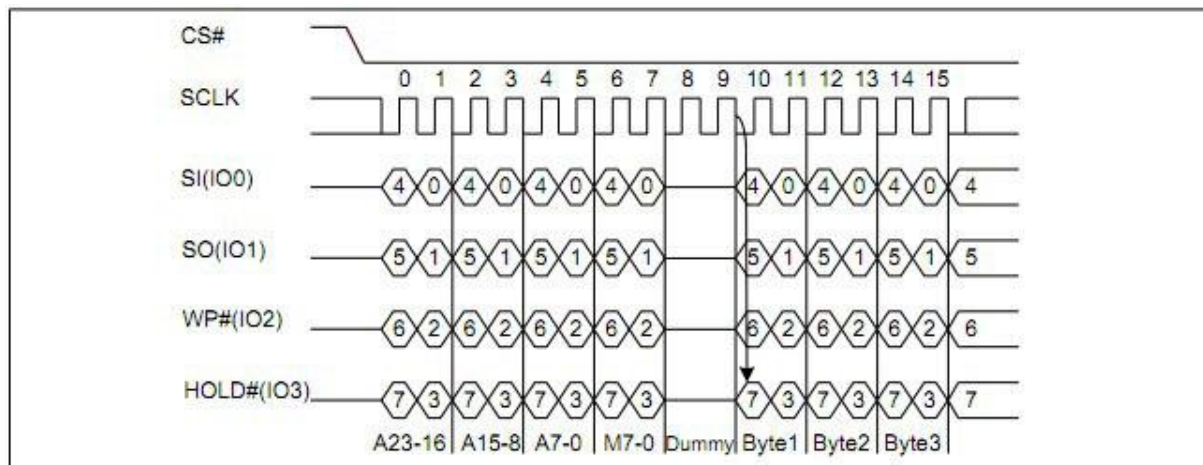 CS#
0 1 2 3 4 5 6 7 8 9 10 11 12 13 14 15
SCLK
SI(IO0) 4 0 4 0 4 0 4 0 4 0 4 0 4 0 4
SO(IO1) 5 1 5 1 5 1 5 1 5 1 5 1 5 1 5
WP#(IO2) 6 2 6 2 6 2 6 2 6 2 6 2 6 2 6
HOLD#(IO3) 7 3 7 3 7 3 7 3 7 3 7 3 7 3 7
A23-16 A15-8 A7-0 M7-0 Dummy Byte1 Byte2 Byte3